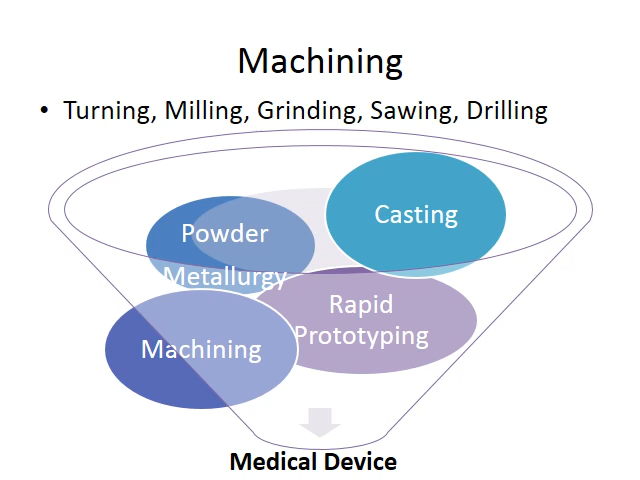 Machining
• Turning, Milling, Grinding, Sawing, Drilling
Casting
Powder
Metallurgy
Rapid
Prototyping
Machining
Medical Device